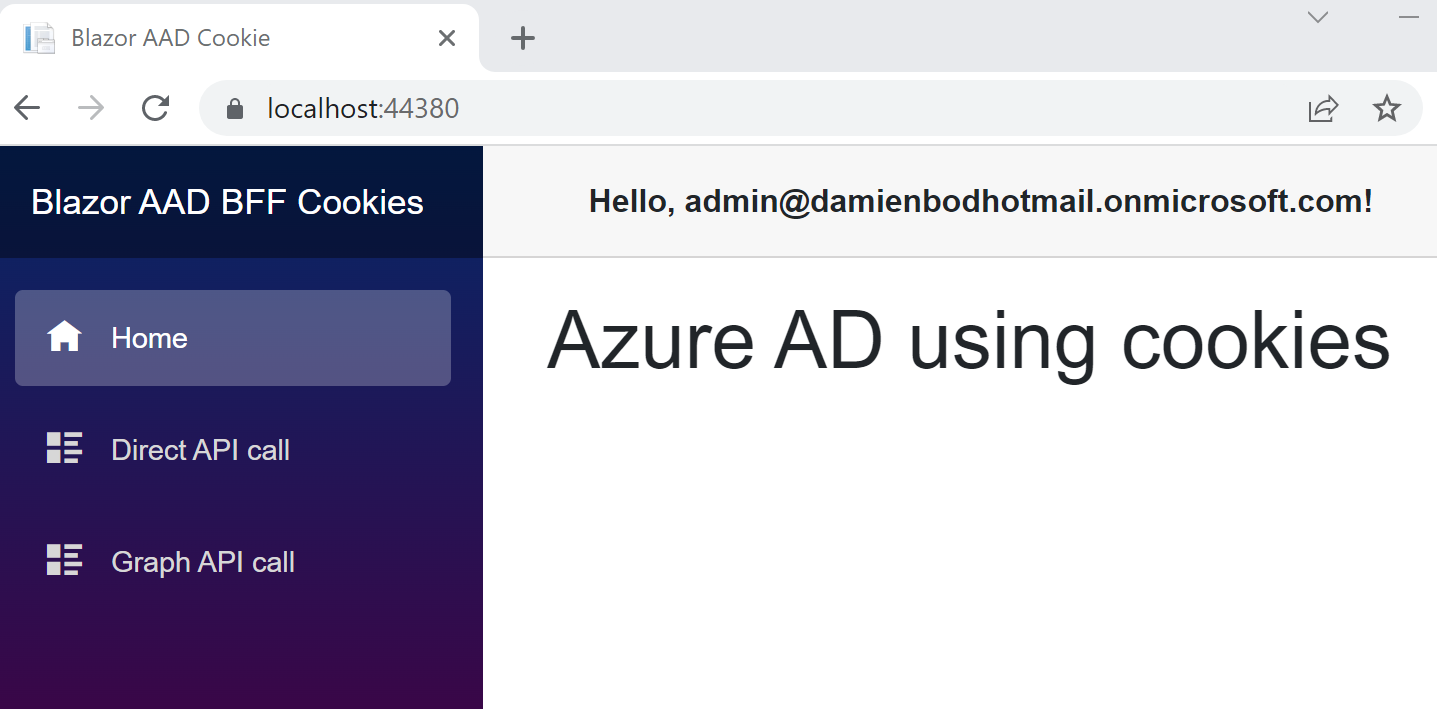 Blazor AAD Cookie
localhost:44380
Blazor AAD BFF Cookies
Hello, admin@damienbodhotmail.onmicrosoft.com!
Home
Direct API call
Graph API call
Azure AD using cookies